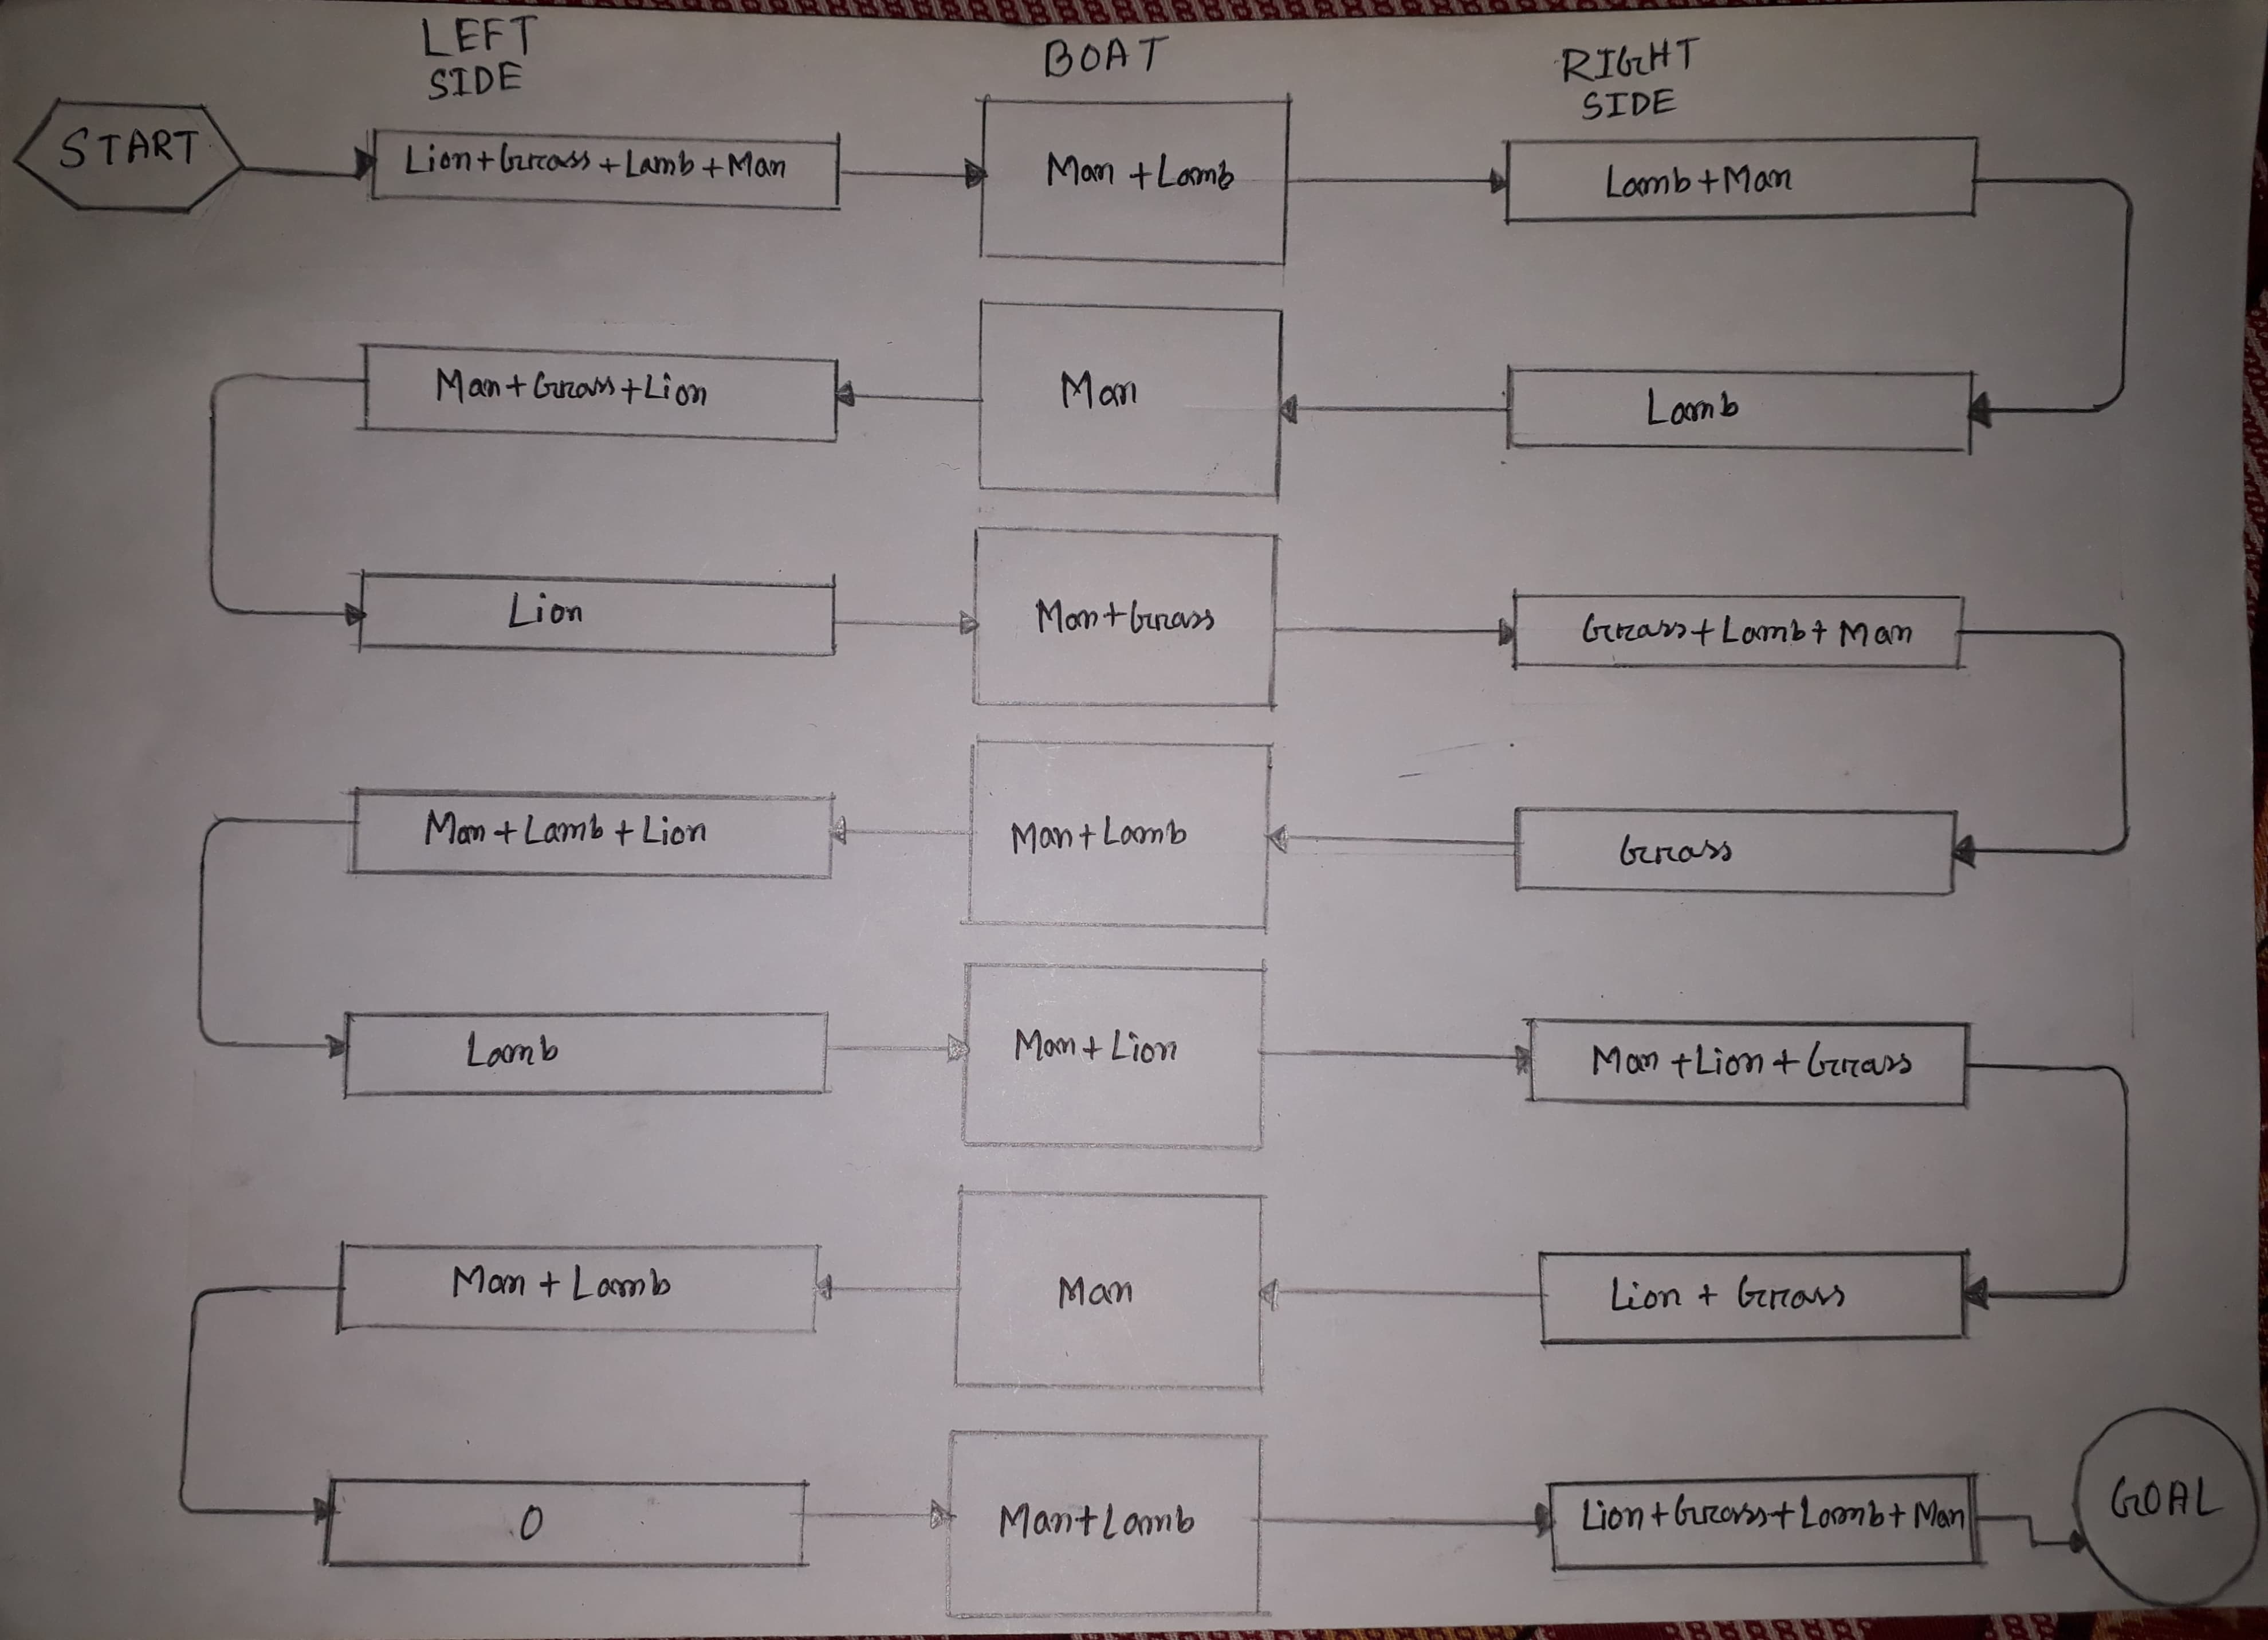 LEFT
SIDE
BOAT
RIGHT
SIDE
START
Lion+Grass+Lamb+Man
Man+Lamb
Lamb+Man
Man+Grass+Lion
Man
Lamb
Lion
Man+Grass
Grass+Lamb+Man
Man+Lamb+Lion
Man+Lamb
Grass
Lamb
Man+Lion
Man+Lion+Grass
Man+Lamb
Man
Lion+Grass
0
Man+Lamb
Lion+Grass+Lamb+Man
GOAL